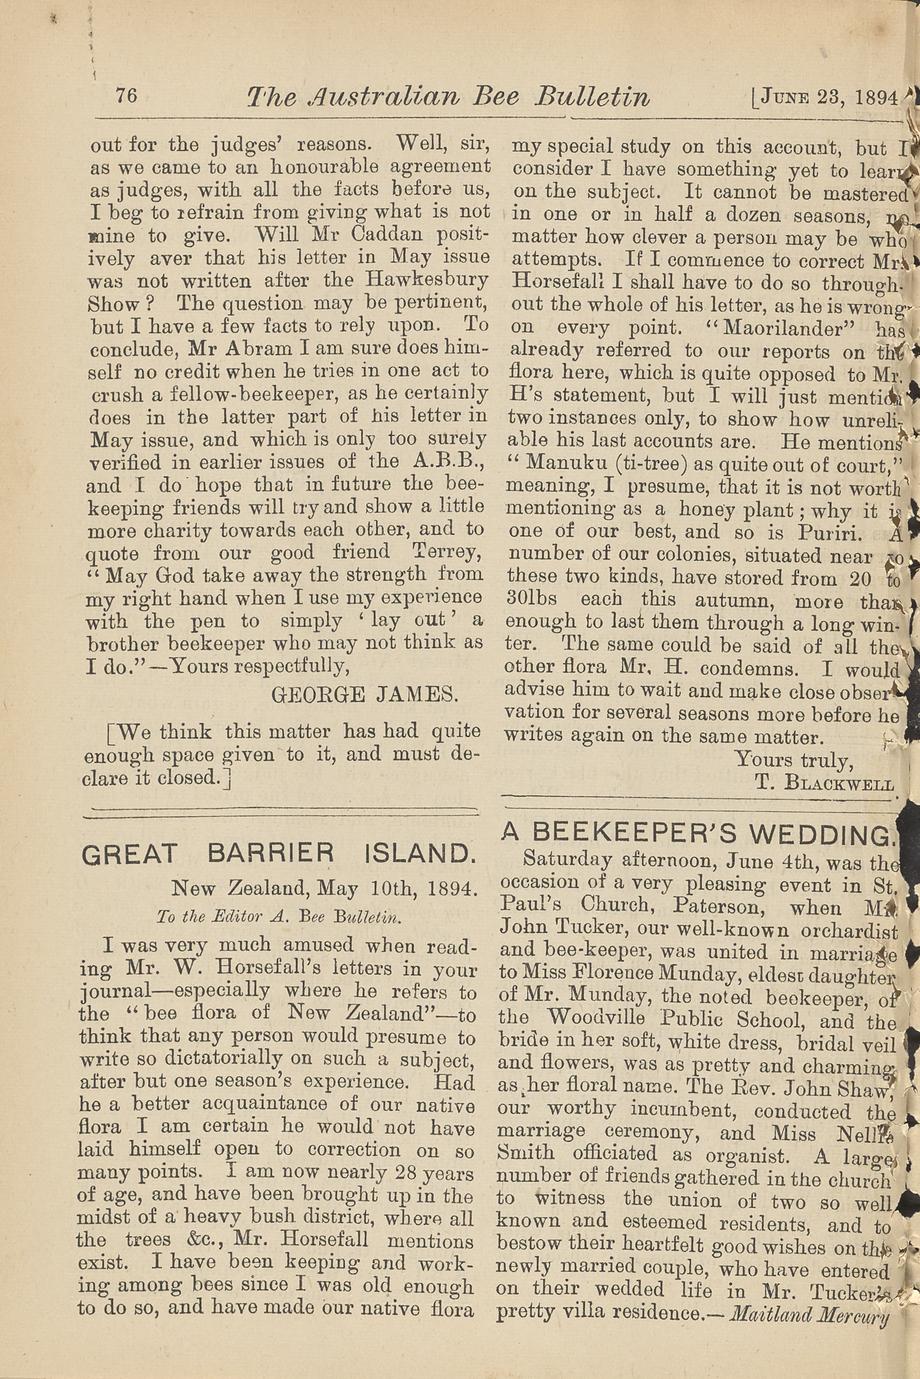 76
The Australian Bee Bulletin
[JUNE 23, 1894
out for the judges' reasons. Well, sir,
as we came to an honourable agreement
as judges, with all the facts before us,
I beg to refrain from giving what is not
mine to give. Will Mr Caddan posit-
ively aver that his letter in May issue
was not written after the Hawkesbury
Show? The question may be pertinent,
but I have a few facts to rely upon. To
conclude, Mr Abram I am sure does him-
self no credit when he tries in one act to
crush a fellow-beekeeper, as he certainly
does in the latter part of his letter in
May issue, and which is only too surely
verified in earlier issues of the A.B.B.,
and I do hope that in future the bee-
keeping friends will try and show a little
more charity towards each other, and to
quote from our good friend Terrey,
"May God take away the strength from
my right hand when I use my experience
with the pen to simply 'lay out' a
brother beekeeper who may not think as
I do."—Yours respectfully,
GEORGE JAMES.
[We think this matter has had quite
enough space given to it, and must de-
clare it closed.]
GREAT BARRIER ISLAND.
New Zealand, May 10th, 1894.
To the Editor A. Bee Bulletin.
I was very much amused when read-
ing Mr. W. Horsefall's letters in your
journal—especially where he refers to
the "bee flora of New Zealand"—to
think that any person would presume to
write so dictatorially on such a subject,
after but one season's experience. Had
he a better acquaintance of our native
flora I am certain he would not have
laid himself open to correction on so
many points. I am now nearly 28 years
of age, and have been brought up in the
midst of a heavy bush district, where all
the trees &c., Mr. Horsefall mentions
exist. I have been keeping and work-
ing among bees since I was old enough
to do so, and have made our native flora
my special study on this account, but I
consider I have something yet to learn
on the subject. It cannot be mastered
in one or in half a dozen seasons, no
matter how clever a person may be who
attempts. If I commence to correct Mr.
Horsefall I shall have to do so through-
out the whole of his letter, as he is wrong
on every point. "Maorilander" has
already referred to our reports on the
flora here, which is quite opposed to Mr.
H's statement, but I will just mention
two instances only, to show how unreli-
able his last accounts are. He mentions
"Manuku (ti-tree) as quite out of court,"
meaning, I presume, that it is not worth
mentioning as a honey plant; why it is
one of our best, and so is Puriri. A
number of our colonies, situated near to
these two kinds, have stored from 20 to
30lbs each this autumn, more than
enough to last them through a long win-
ter. The same could be said of all the
other flora Mr. H. condemns. I would
advise him to wait and make close obser-
vation for several seasons more before he
writes again on the same matter.
Yours truly,
T. BLACKWELL.
A BEEKEEPER'S WEDDING.
Saturday afternoon, June 4th, was the
occasion of a very pleasing event in St.
Paul's Church, Paterson, when Mr.
John Tucker, our well-known orchardist
and bee-keeper, was united in marriage
to Miss Florence Munday, eldest daughter
of Mr. Munday, the noted beekeeper, of
the Woodville Public School, and the
bride in her soft, white dress, bridal veil
and flowers, was as pretty and charming
as her floral name. The Rev. John Shaw,
our worthy incumbent, conducted the
marriage ceremony, and Miss Nellie
Smith officiated as organist. A large
number of friends gathered in the church
to witness the union of two so well
known and esteemed residents, and to
bestow their heartfelt good wishes on the
newly married couple, who have entered
on their wedded life in Mr. Tucker's
pretty villa residence.—Maitland Mercury